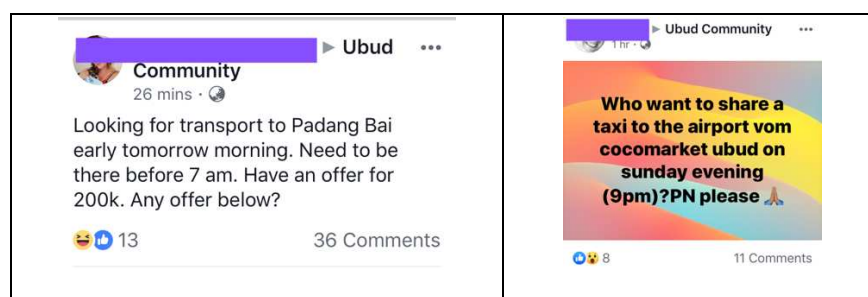 ▶ Ubud
Community
26 mins ·
Looking for transport to Padang Bai
early tomorrow morning. Need to be
there before 7 am. Have an offer for
200k. Any offer below?
13 36 Comments
▶ Ubud Community
1 hr ·
Who want to share a
taxi to the airport vom
cocomarket ubud on
sunday evening
(9pm)?PN please 🙏🏽
8 11 Comments